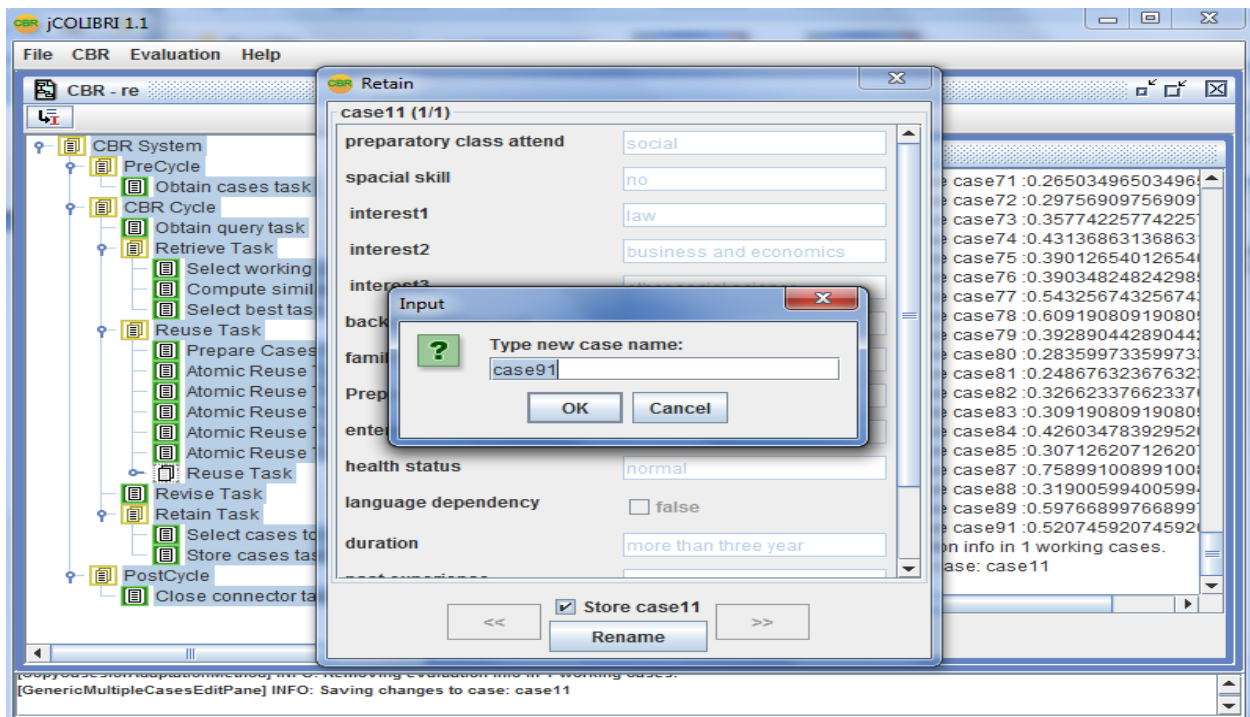 CBR jCOLIBRI 1.1
File CBR Evaluation Help
CBR - re
CBR System
PreCycle
Obtain cases task
CBR Cycle
Obtain query task
Retrieve Task
Select working
Compute simil
Select best tas
Reuse Task
Prepare Cases
Atomic Reuse
Atomic Reuse
Atomic Reuse
Atomic Reuse
Atomic Reuse
Reuse Task
Revise Task
Retain Task
Select cases to
Store cases tas
PostCycle
Close connector ta
CBR Retain
case11 (1/1)
preparatory class attend social
spacial skill no
interest1 law
interest2 business and economics
interest3
back
famil
Prep
enter
health status normal
language dependency false
duration more than three year
Store case11
<< Rename >>
Input
Type new case name:
case91
OK Cancel
case71 :0.265034965034965
case72 :0.29756909756909
case73 :0.35774225774225
case74 :0.43136863136863
case75 :0.39012654012654
case76 :0.39034824824298
case77 :0.54325674325674
case78 :0.60919080919080
case79 :0.39289044289044
case80 :0.28359973359973
case81 :0.24867632367632
case82 :0.32662337662337
case83 :0.30919080919080
case84 :0.42603478392952
case85 :0.30712620712620
case87 :0.75899100899100
case88 :0.31900599400599
case89 :0.59766899766899
case91 :0.52074592074592
on info in 1 working cases.
ase: case11
[GenericMultipleCasesEditPane] INFO: Saving changes to case: case11